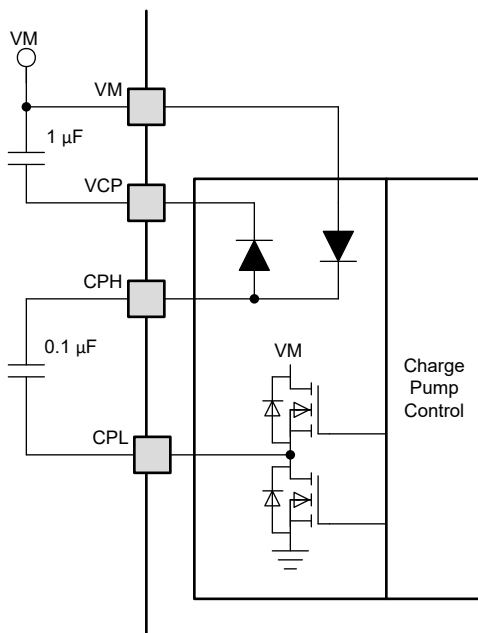 VM
VM
1 µF
VCP
CPH
0.1 µF
VM
Charge
Pump
Control
CPL